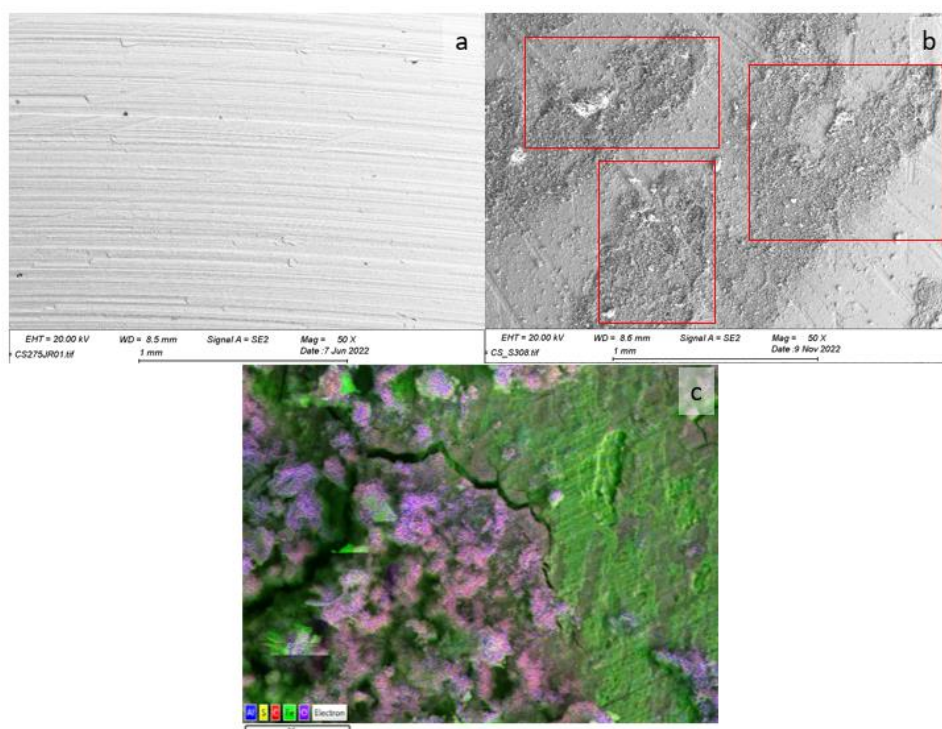 a
b
EHT = 20.00 kV WD = 8.5 mm Signal A = SE2 Mag = 50 X
CS275JR01.tif 1 mm Date :7 Jun 2022
EHT = 20.00 kV WD = 8.6 mm Signal A = SE2 Mag = 50 X
CS_S308.tif 1 mm Date :9 Nov 2022
c
Al S C Fe O Electron